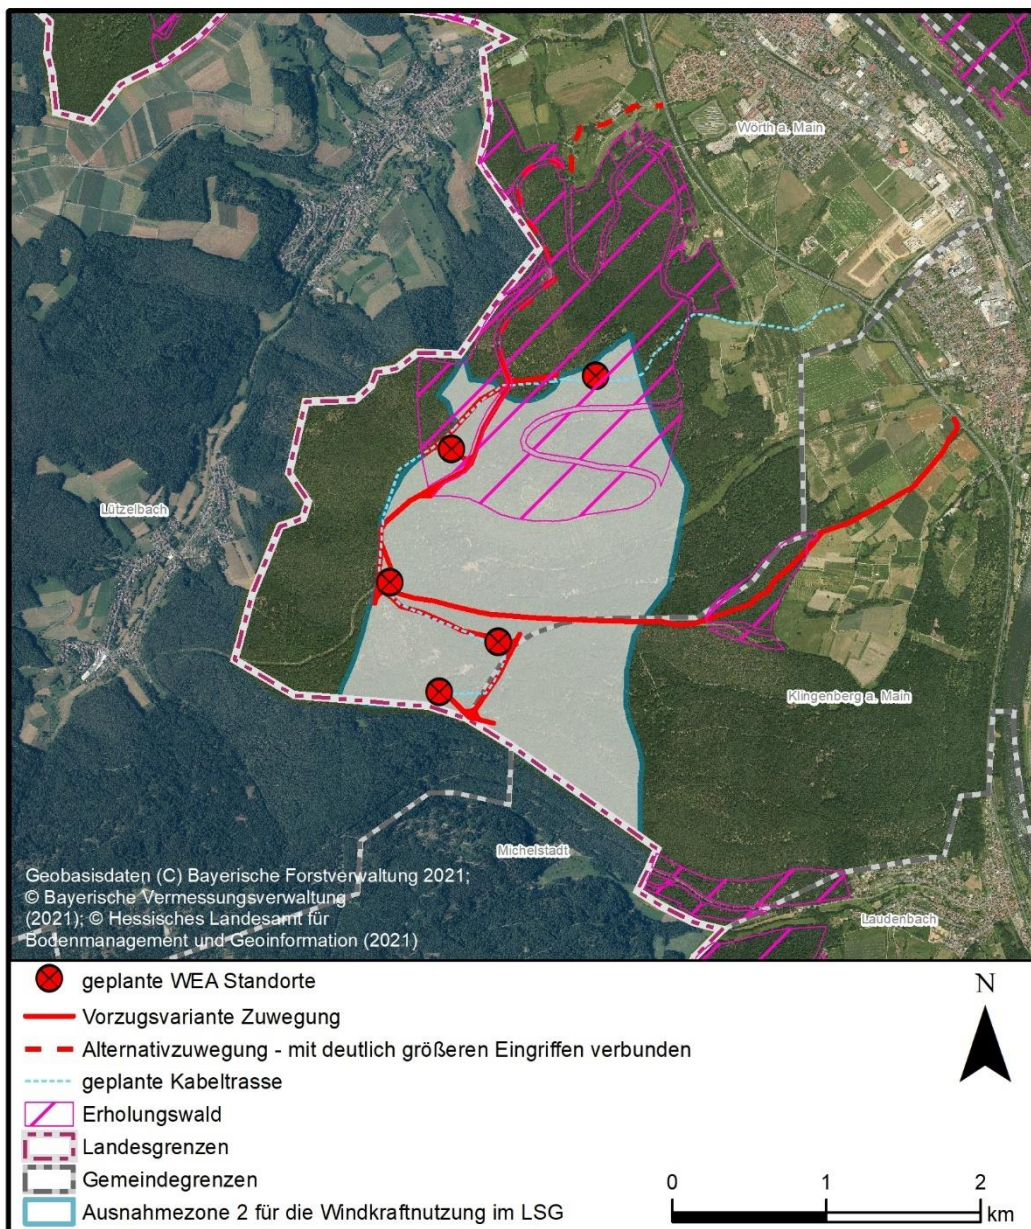 Wörth a. Main
Lützelbach
Klingenberg a. Main
Michelstadt
Laudenbach
Geobasisdaten (C) Bayerische Forstverwaltung 2021;
© Bayerische Vermessungsverwaltung
(2021); © Hessisches Landesamt für
Bodenmanagement und Geoinformation (2021)
geplante WEA Standorte
N
Vorzugsvariante Zuwegung
Alternativzuwegung - mit deutlich größeren Eingriffen verbunden
geplante Kabeltrasse
Erholungswald
Landesgrenzen
Gemeindegrenzen
0 1 2
km
Ausnahmezone 2 für die Windkraftnutzung im LSG